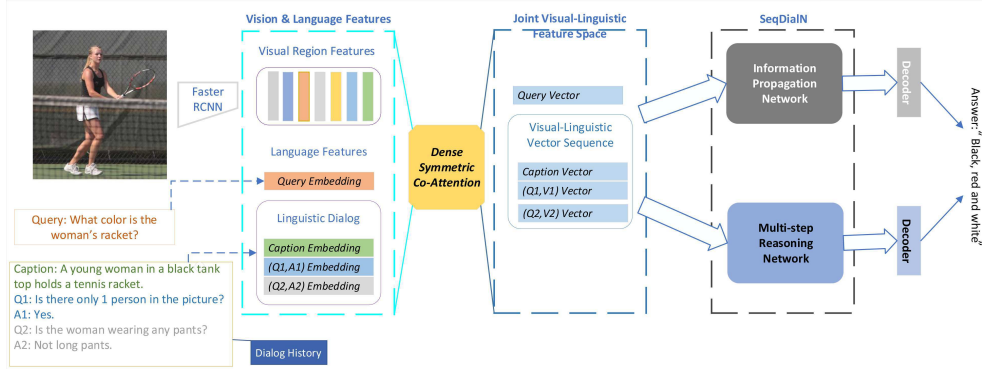 Vision & Language Features
Joint Visual-Linguistic
Feature Space
SeqDialN
Visual Region Features
Faster
RCNN
Language Features
Query Embedding
Linguistic Dialog
Caption Embedding
(Q1,A1) Embedding
(Q2,A2) Embedding
Dense
Symmetric
Co-Attention
Query Vector
Visual-Linguistic
Vector Sequence
Caption Vector
(Q1,V1) Vector
(Q2,V2) Vector
Information
Propagation
Network
Decoder
Multi-step
Reasoning
Network
Decoder
Answer:" Black, red and white"
Query: What color is the
woman's racket?
Caption: A young woman in a black tank
top holds a tennis racket.
Q1: Is there only 1 person in the picture?
A1: Yes.
Q2: Is the woman wearing any pants?
A2: Not long pants.
Dialog History